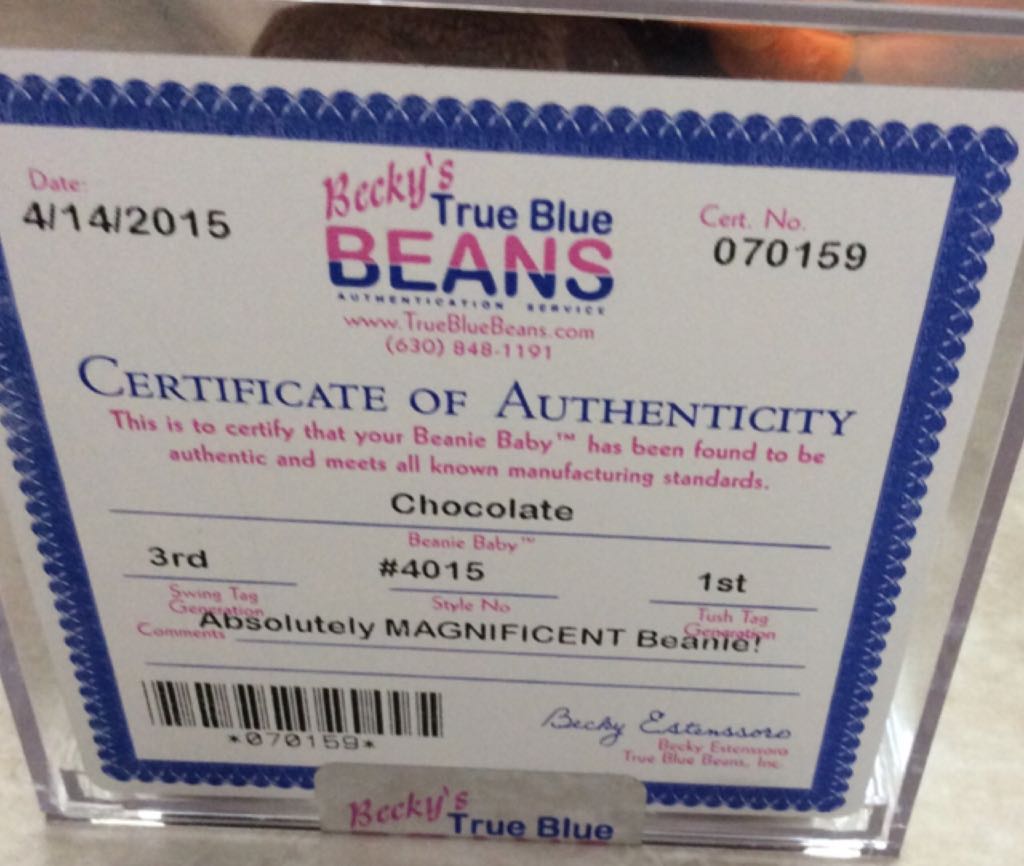 Date:
4/14/2015
Becky's
True Blue
BEANS
AUTHENTICATION SERVICE
www.TrueBlueBeans.com
(630) 848-1191
Cert. No.
070159
CERTIFICATE OF AUTHENTICITY
This is to certify that your Beanie Baby™ has been found to be
authentic and meets all known manufacturing standards.
Chocolate
Beanie Baby™
3rd #4015 1st
Swing Tag Generation
Style No
Tush Tag Generation
Comments Absolutely MAGNIFICENT Beanie!
*070159*
Becky Estenssoro
Becky Estenssoro
True Blue Beans, Inc.
Becky's
True Blue